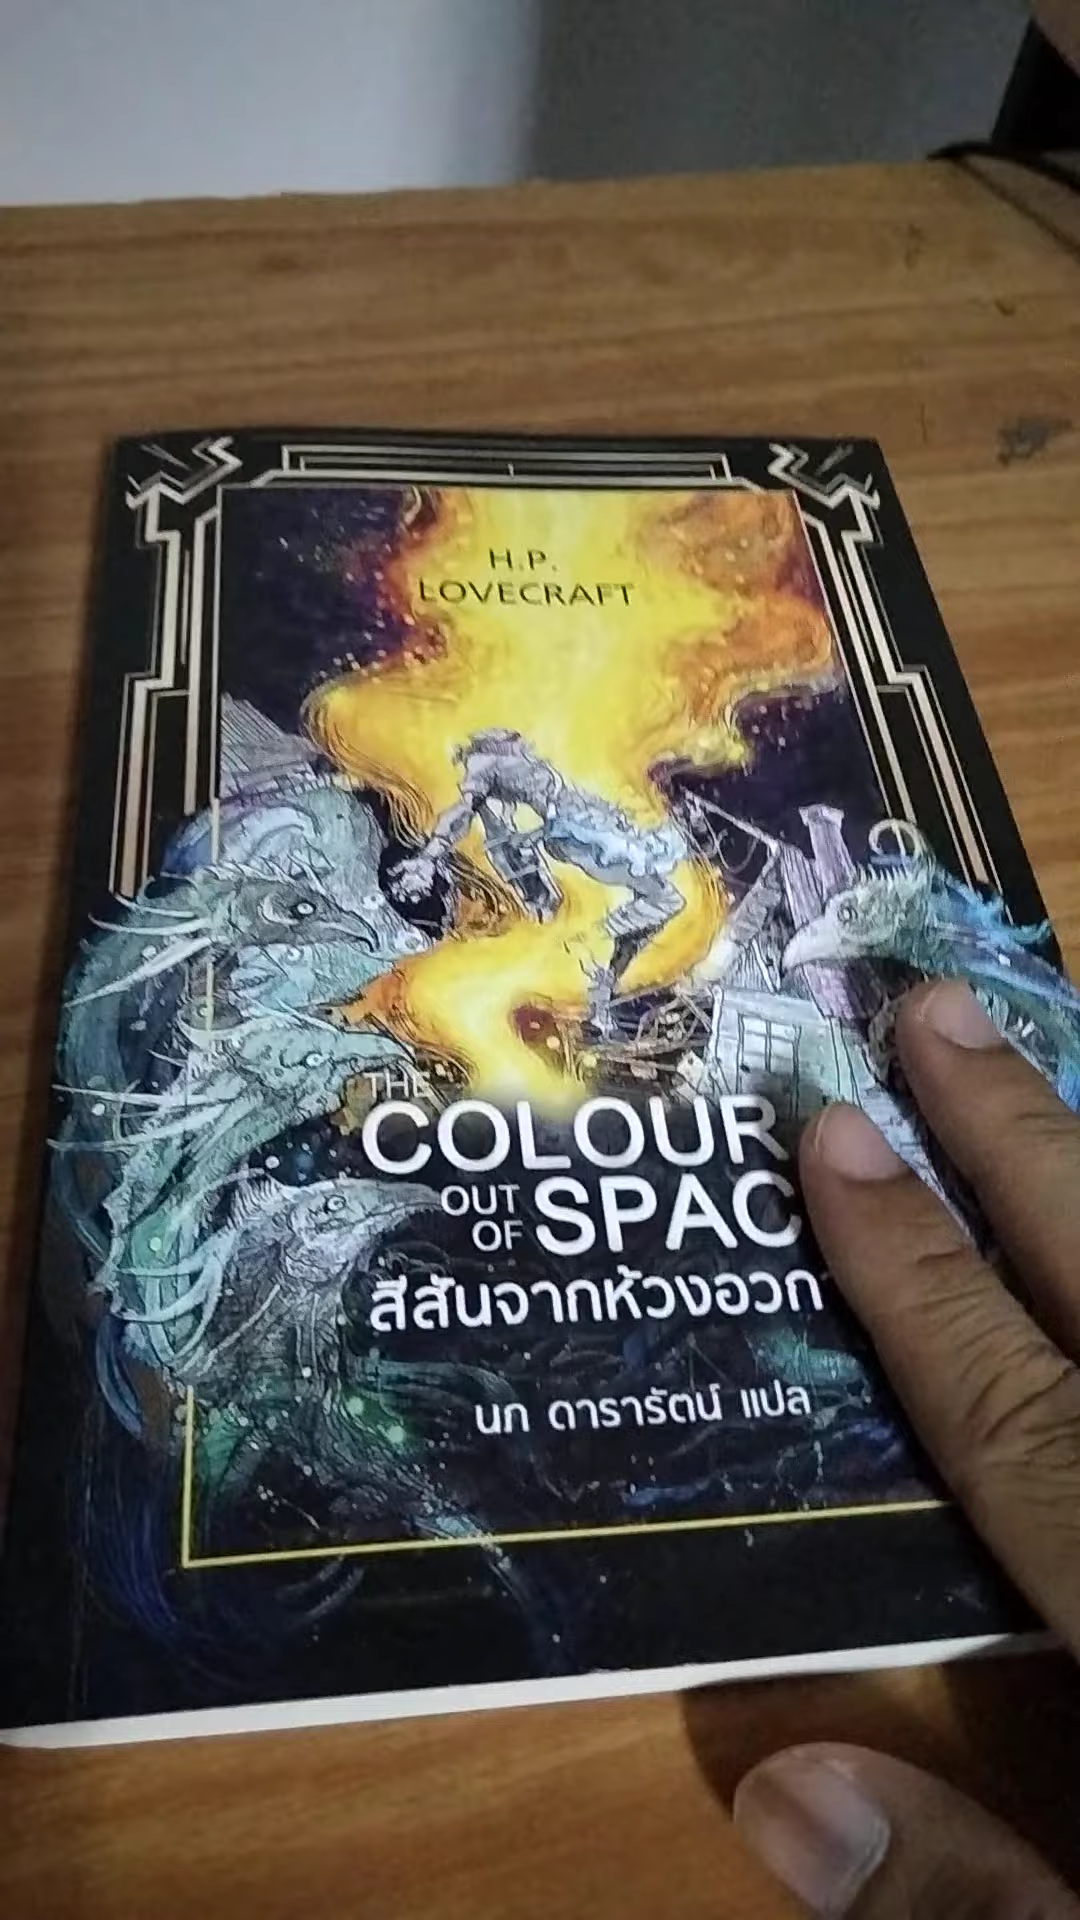 H.P.
LOVECRAFT
THE
COLOUR
OUT
OF SPAC
สีสันจากห้วงอวก
นก ดารารัตน์ แปล